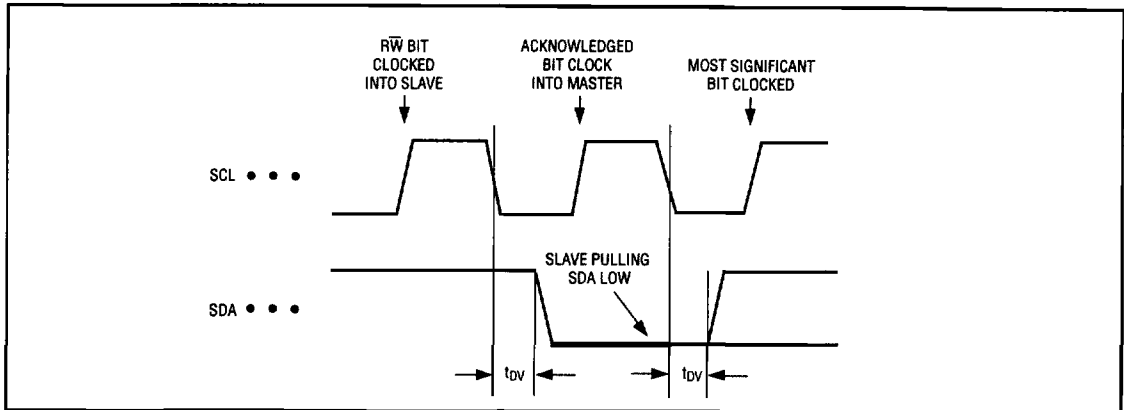 RW̅ BIT
CLOCKED
INTO SLAVE
ACKNOWLEDGED
BIT CLOCK
INTO MASTER
MOST SIGNIFICANT
BIT CLOCKED
SCL • • •
SLAVE PULLING
SDA LOW
SDA • • •
tDV
tDV